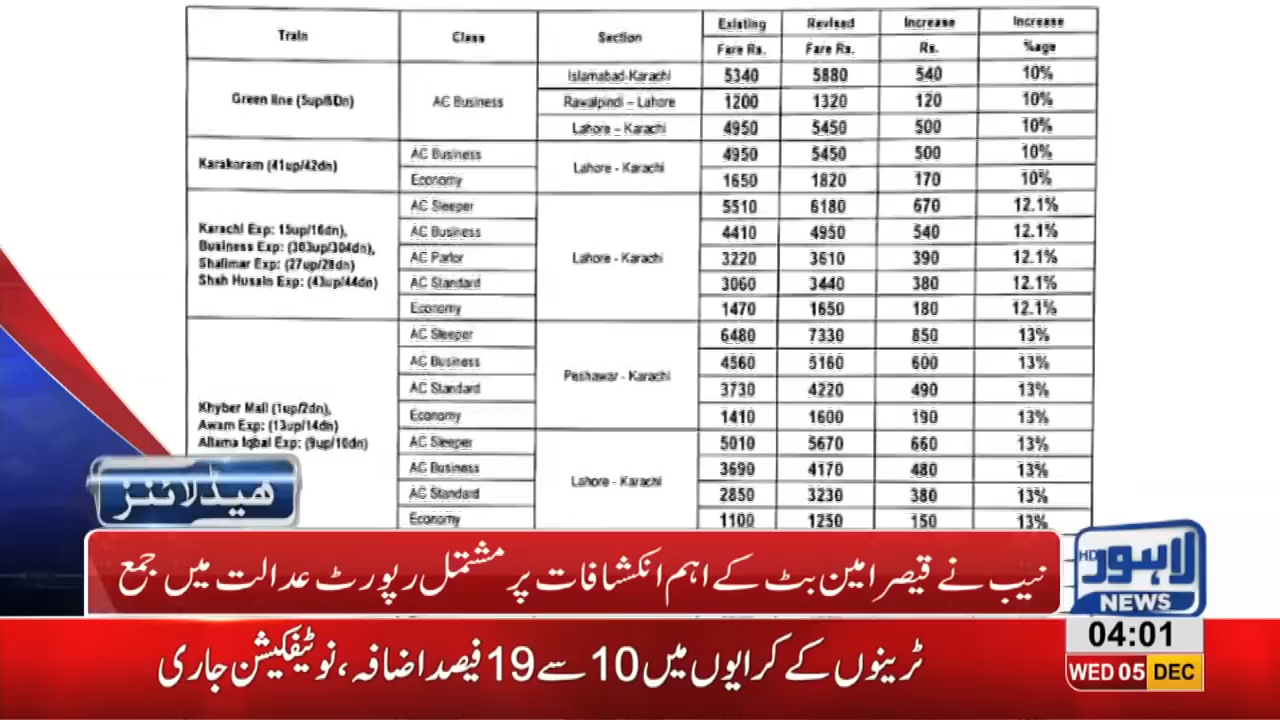 Train Class Section Existing Fare Rs. Revised Fare Rs. Increase Rs. Increase %age
Green line (5up/6Dn) AC Business Islamabad-Karachi 5340 5880 540 10%
Rawalpindi – Lahore 1200 1320 120 10%
Lahore – Karachi 4950 5450 500 10%
Karakoram (41up/42dn) AC Business Lahore - Karachi 4950 5450 500 10%
Economy 1650 1820 170 10%
Karachi Exp: 15up/16dn),
Business Exp: (303up/304dn),
Shalimar Exp: (27up/28dn)
Shah Husain Exp: (43up/44dn)
Lahore - Karachi
AC Sleeper 5510 6180 670 12.1%
AC Business 4410 4950 540 12.1%
AC Parlor 3220 3610 390 12.1%
AC Standard 3060 3440 380 12.1%
Economy 1470 1650 180 12.1%
Khyber Mail (1up/2dn),
Awam Exp: (13up/14dn)
Allama Iqbal Exp: (9up/10dn)
Peshawar - Karachi
AC Sleeper 6480 7330 850 13%
AC Business 4560 5160 600 13%
AC Standard 3730 4220 490 13%
Economy 1410 1600 190 13%
Lahore - Karachi
AC Sleeper 5010 5670 660 13%
AC Business 3690 4170 480 13%
AC Standard 2850 3230 380 13%
Economy 1100 1250 150 13%
ہیڈلائنز
نیب نے قیصر امین بٹ کے اہم انکشافات پر مشتمل رپورٹ عدالت میں جمع
لاہور HD
NEWS
04:01
WED 05 DEC
ٹرینوں کے کرایوں میں 10 سے 19 فیصد اضافہ، نوٹیفکیشن جاری